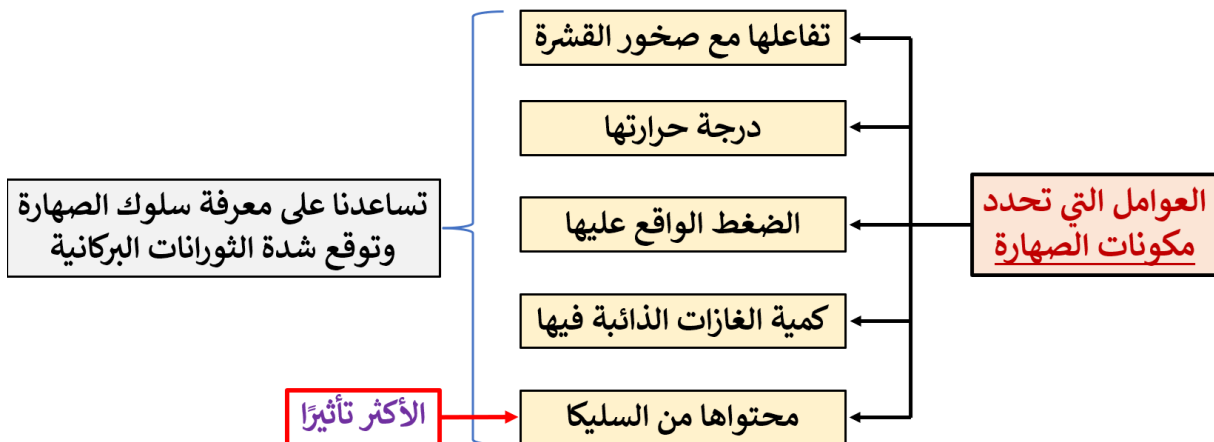 العوامل التي تحدد
مكونات الصهارة
تفاعلها مع صخور القشرة
درجة حرارتها
الضغط الواقع عليها
كمية الغازات الذائبة فيها
محتواها من السليكا
الأكثر تأثيرًا
تساعدنا على معرفة سلوك الصهارة
وتوقع شدة الثورانات البركانية